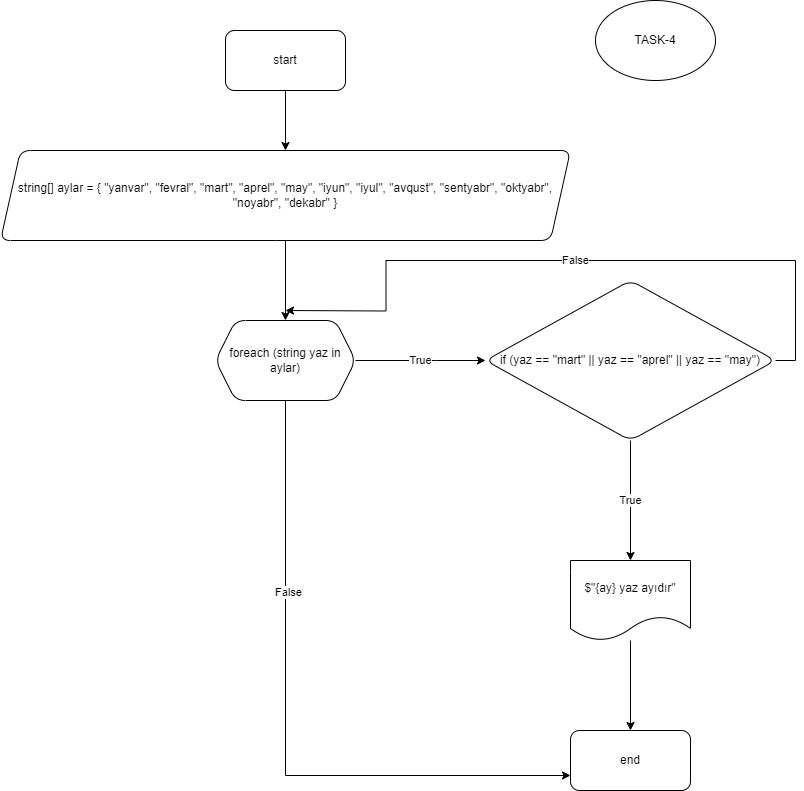 TASK-4
start
string[] aylar = { "yanvar", "fevral", "mart", "aprel", "may", "iyun", "iyul", "avqust", "sentyabr", "oktyabr",
"noyabr", "dekabr" }
False
foreach (string yaz in
aylar)
True
if (yaz == "mart" || yaz == "aprel" || yaz == "may")
True
$"{ay} yaz ayıdır"
False
end